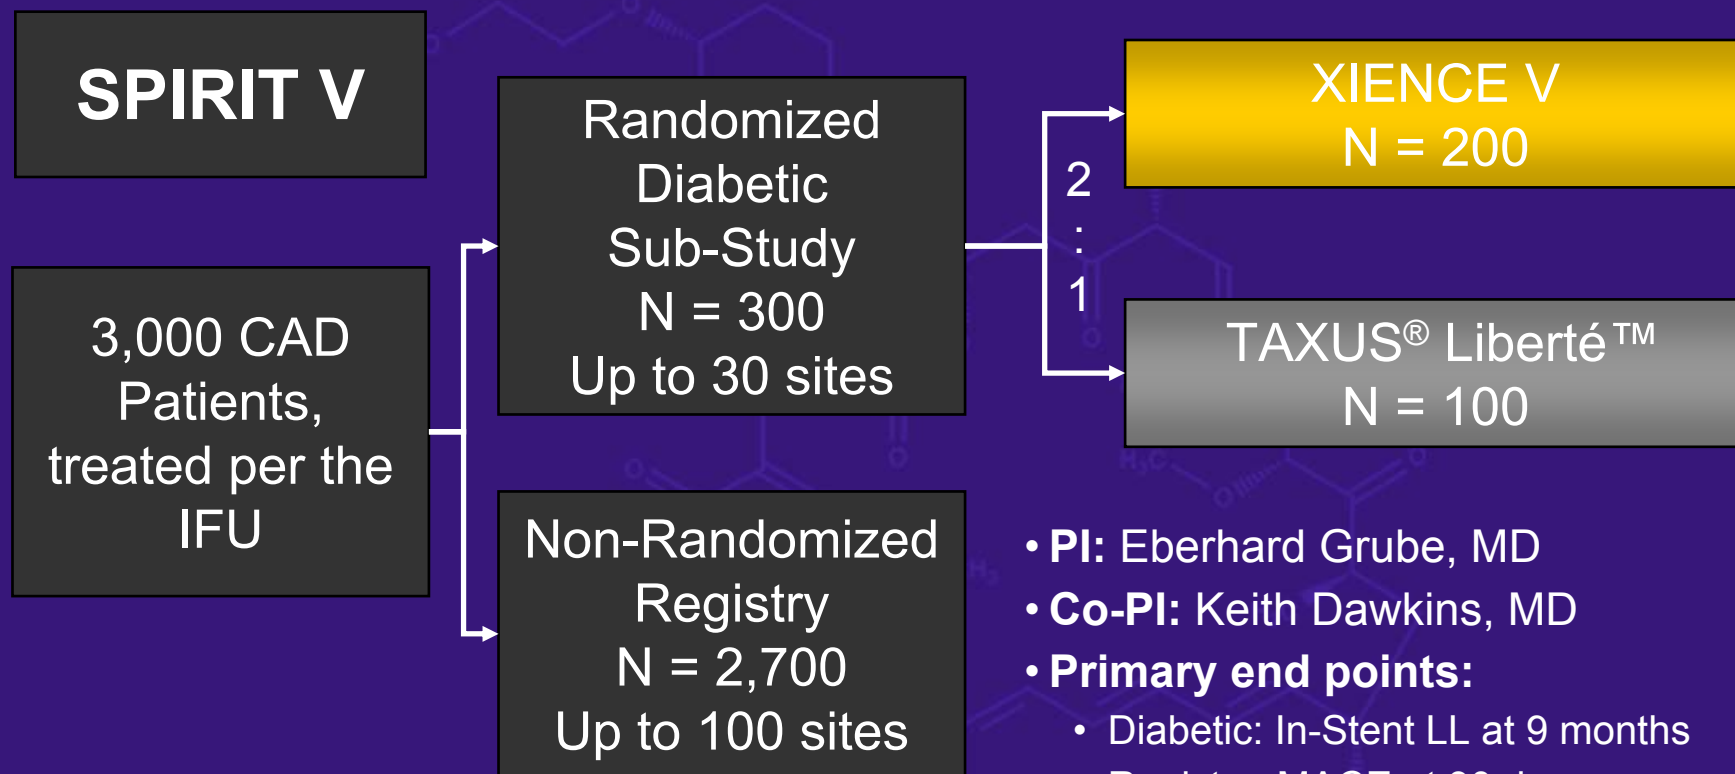 SPIRIT V
3,000 CAD
Patients,
treated per the
IFU
Randomized
Diabetic
Sub-Study
N = 300
Up to 30 sites
Non-Randomized
Registry
N = 2,700
Up to 100 sites
2
:
1
XIENCE V
N = 200
TAXUS® Liberté™
N = 100
• PI: Eberhard Grube, MD
• Co-PI: Keith Dawkins, MD
• Primary end points:
• Diabetic: In-Stent LL at 9 months